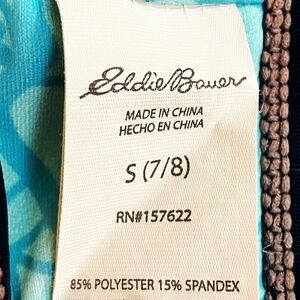 Eddie Bauer
MADE IN CHINA
HECHO EN CHINA
S (7/8)
RN#157622
85% POLYESTER 15% SPANDEX